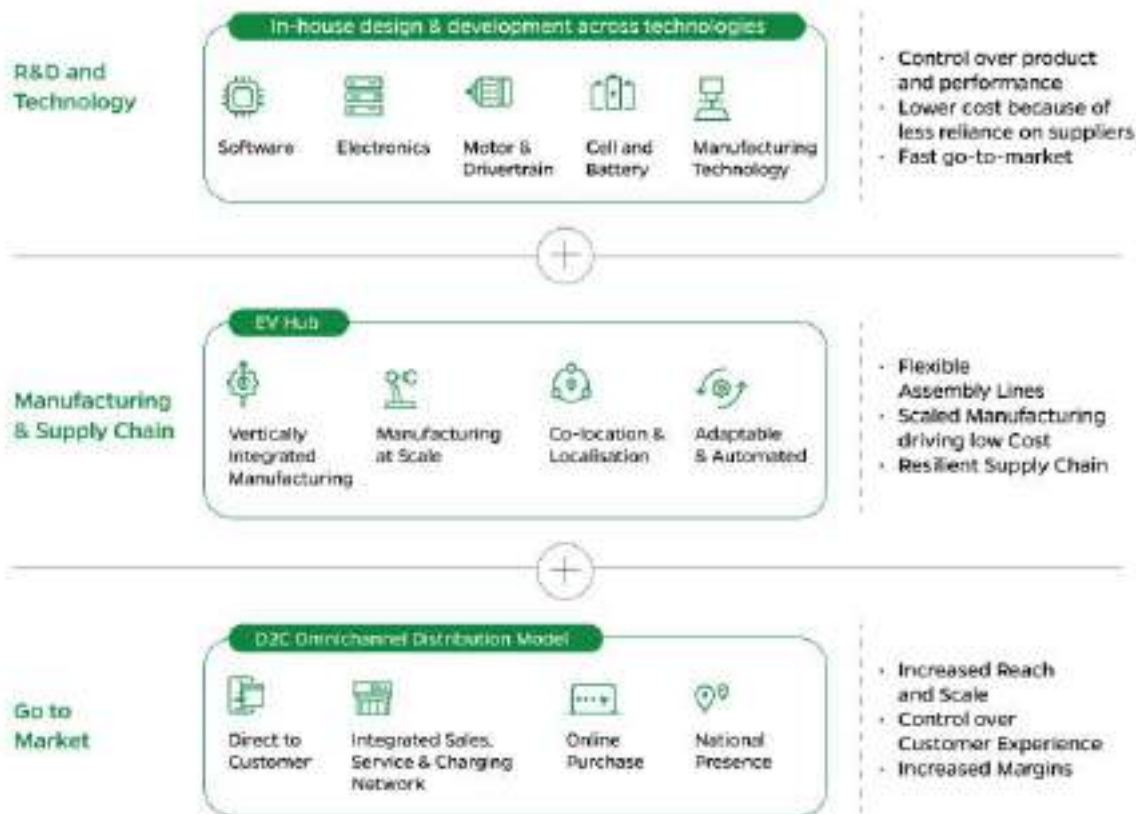 R&D and
Technology
In-house design & development across technologies
Software
Electronics
Motor &
Drivertrain
Cell and
Battery
Manufacturing
Technology
· Control over product
and performance
· Lower cost because of
less reliance on suppliers
· Fast go-to-market
Manufacturing
& Supply Chain
EV Hub
Vertically
Integrated
Manufacturing
Manufacturing
at Scale
Co-location &
Localisation
Adaptable
& Automated
· Flexible
Assembly Lines
· Scaled Manufacturing
driving low Cost
· Resilient Supply Chain
Go to
Market
D2C Omnichannel Distribution Model
Direct to
Customer
Integrated Sales,
Service & Charging
Network
Online
Purchase
National
Presence
· Increased Reach
and Scale
· Control over
Customer Experience
· Increased Margins